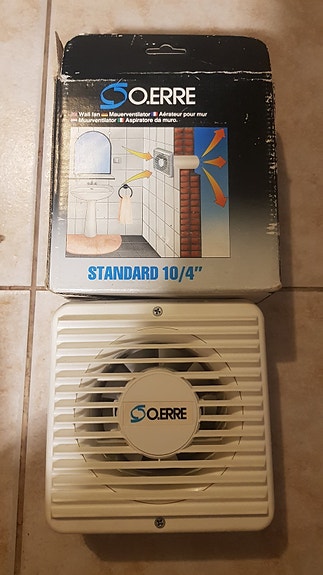 O.ERRE
Wall fan Mauerventilator Aérateur pour mur
Muurventilator Aspiratore da muro.
STANDARD 10/4"
O.ERRE